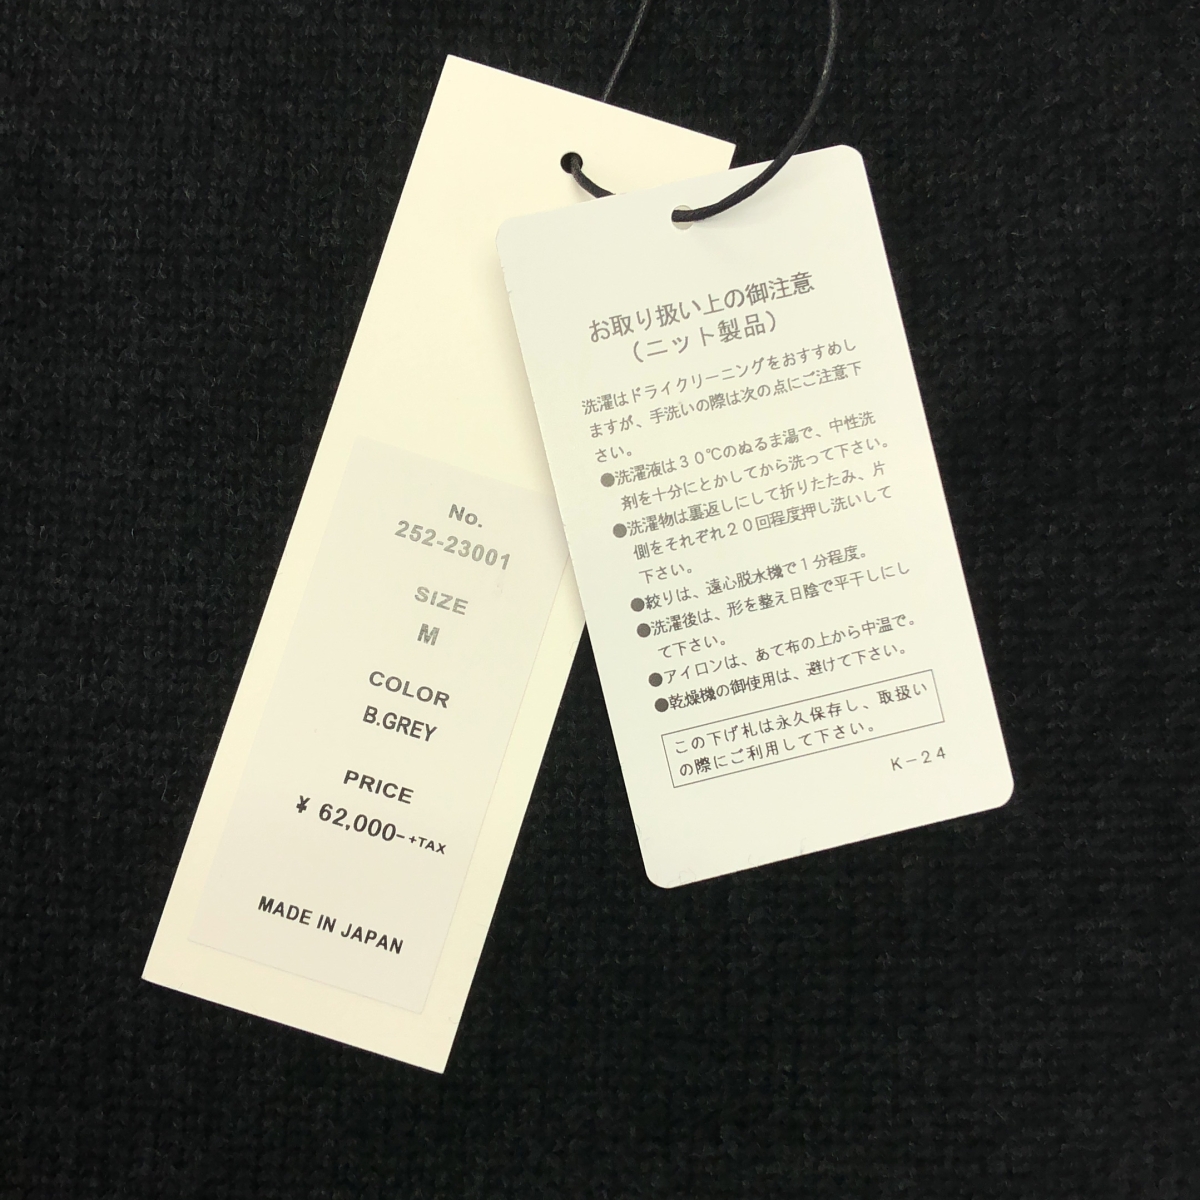 No.
252-23001
SIZE
M
COLOR
B.GREY
PRICE
¥ 62,000-+TAX
MADE IN JAPAN
お取り扱い上の御注意
(ニット製品)
洗濯はドライクリーニングをおすすめし
ますが、手洗いの際は次の点にご注意下
さい。
●洗濯液は30℃のぬるま湯で、中性洗
剤を十分にとかしてから洗って下さい。
●洗濯物は裏返しにして折りたたみ、片
側をそれぞれ20回程度押し洗いして
下さい。
●絞りは、遠心脱水機で1分程度。
●洗濯後は、形を整え日陰で平干しにし
て下さい。
●アイロンは、あて布の上から中温で。
●乾燥機の御使用は、避けて下さい。
この下げ札は永久保存し、取扱い
の際にご利用して下さい。
K-24